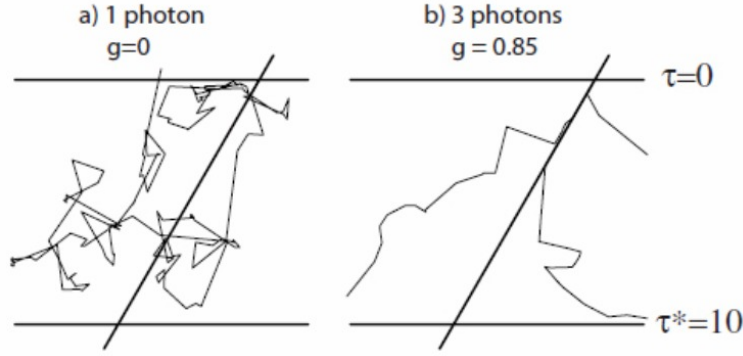 a) 1 photon
g=0
b) 3 photons
g = 0.85
τ=0
τ*=10